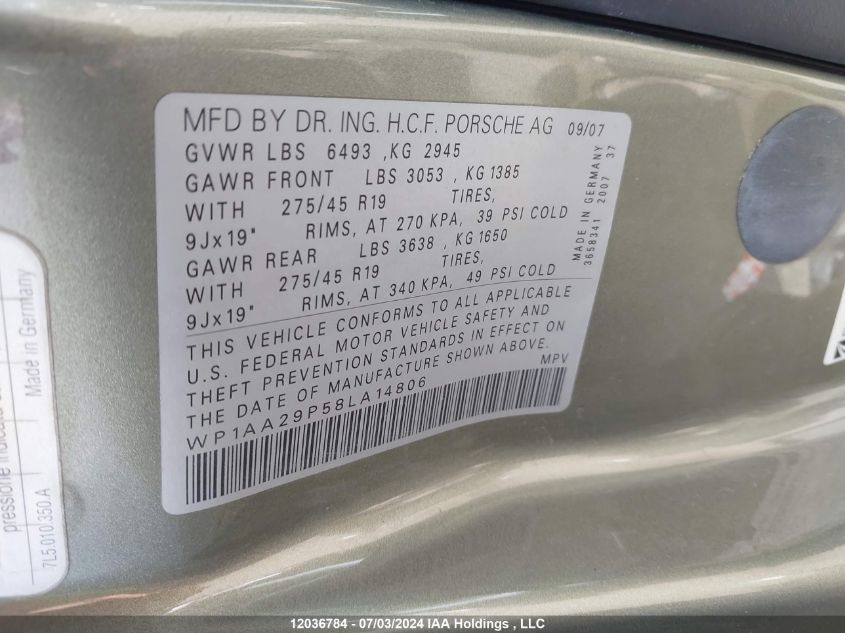 MFD BY DR. ING. H.C.F. PORSCHE AG 09/07
GVWR LBS 6493 ,KG 2945
GAWR FRONT LBS 3053 , KG 1385
WITH 275/45 R19 TIRES,
9Jx19" RIMS, AT 270 KPA, 39 PSI COLD
GAWR REAR LBS 3638 , KG 1650
WITH 275/45 R19 TIRES,
9Jx19" RIMS, AT 340 KPA, 49 PSI COLD
THIS VEHICLE CONFORMS TO ALL APPLICABLE
U.S. FEDERAL MOTOR VEHICLE SAFETY AND
THEFT PREVENTION STANDARDS IN EFFECT ON
THE DATE OF MANUFACTURE SHOWN ABOVE.
WP1AA29P58LA14806 MPV
MADE IN GERMANY
3658341 2007 37
pressione indicata
Made in Germany
7L5.010.350.A
12036784 - 07/03/2024 IAA Holdings , LLC